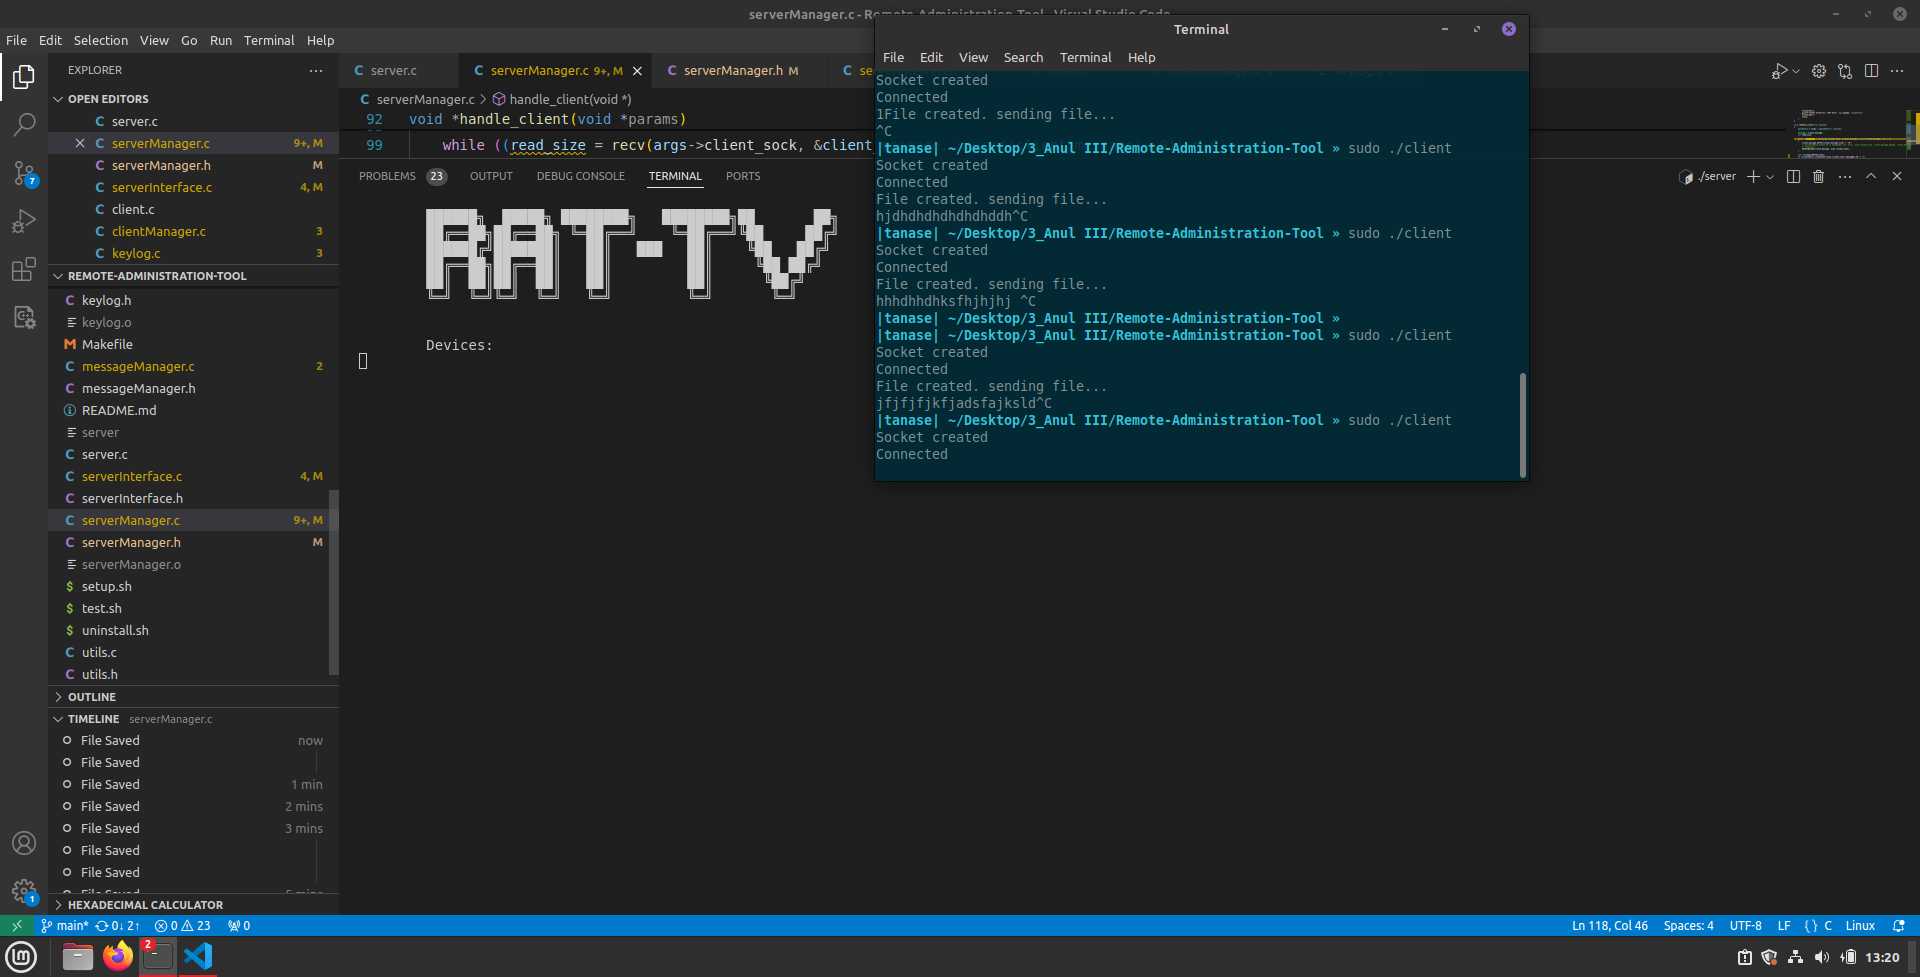 serverManager.c - Remote-Administration-Tool - Visual Studio Code
File Edit Selection View Go Run Terminal Help
EXPLORER
OPEN EDITORS
server.c
serverManager.c 9+, M
serverManager.h M
serverInterface.c 4, M
client.c
clientManager.c 3
keylog.c 3
7
REMOTE-ADMINISTRATION-TOOL
keylog.h
keylog.o
Makefile
messageManager.c 2
messageManager.h
README.md
server
server.c
serverInterface.c 4, M
serverInterface.h
serverManager.c 9+, M
serverManager.h M
serverManager.o
setup.sh
test.sh
uninstall.sh
utils.c
utils.h
OUTLINE
TIMELINE serverManager.c
File Saved now
File Saved
File Saved 1 min
File Saved 2 mins
File Saved 3 mins
File Saved
File Saved
File Saved 5 mins
1
HEXADECIMAL CALCULATOR
server.c
serverManager.c 9+, M
serverManager.h M
se
serverManager.c > handle_client(void *)
92 void *handle_client(void *params)
99 while ((read_size = recv(args->client_sock, &client
PROBLEMS 23 OUTPUT DEBUG CONSOLE TERMINAL PORTS
./server
RAT-TV
Devices:
Terminal
File Edit View Search Terminal Help
Socket created
Connected
1File created. sending file...
^C
|tanase| ~/Desktop/3_Anul III/Remote-Administration-Tool » sudo ./client
Socket created
Connected
File created. sending file...
hjdhdhdhdhdhdhddh^C
|tanase| ~/Desktop/3_Anul III/Remote-Administration-Tool » sudo ./client
Socket created
Connected
File created. sending file...
hhhdhhdhksfhjhjhj ^C
|tanase| ~/Desktop/3_Anul III/Remote-Administration-Tool »
|tanase| ~/Desktop/3_Anul III/Remote-Administration-Tool » sudo ./client
Socket created
Connected
File created. sending file...
jfjfjfjkfjadsfajksld^C
|tanase| ~/Desktop/3_Anul III/Remote-Administration-Tool » sudo ./client
Socket created
Connected
main* 0↓ 2↑ 0 23 0
Ln 118, Col 46 Spaces: 4 UTF-8 LF {} C Linux
2
13:20